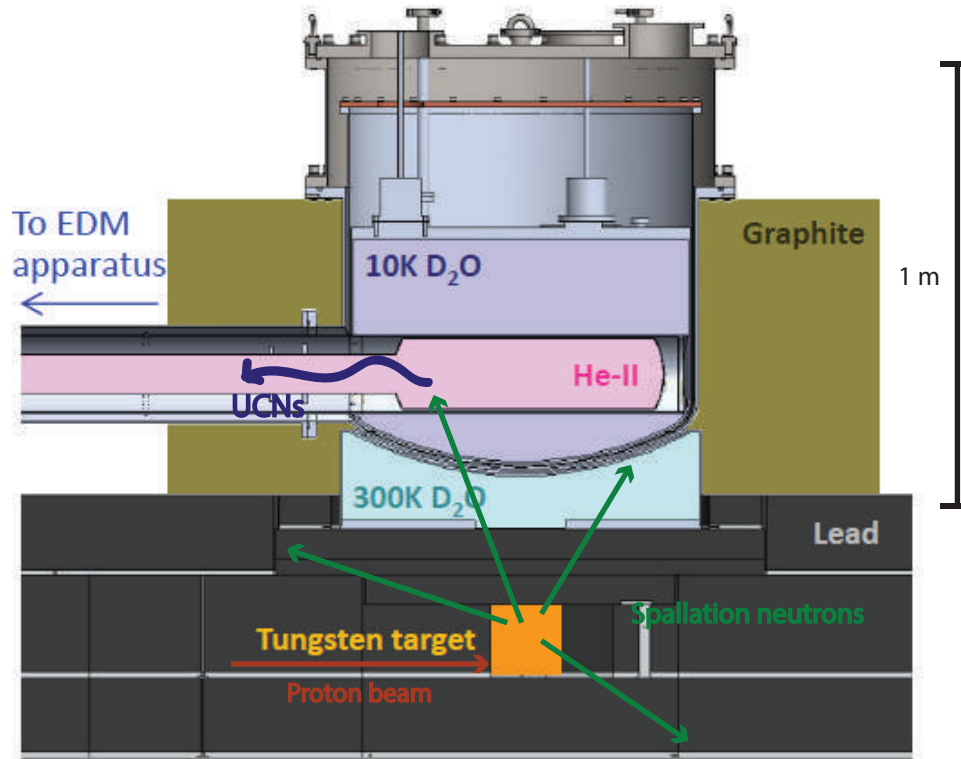 To EDM
apparatus
Graphite
10K D₂O
1 m
He-II
UCNs
300K D₂O
Lead
Spallation neutrons
Tungsten target
Proton beam